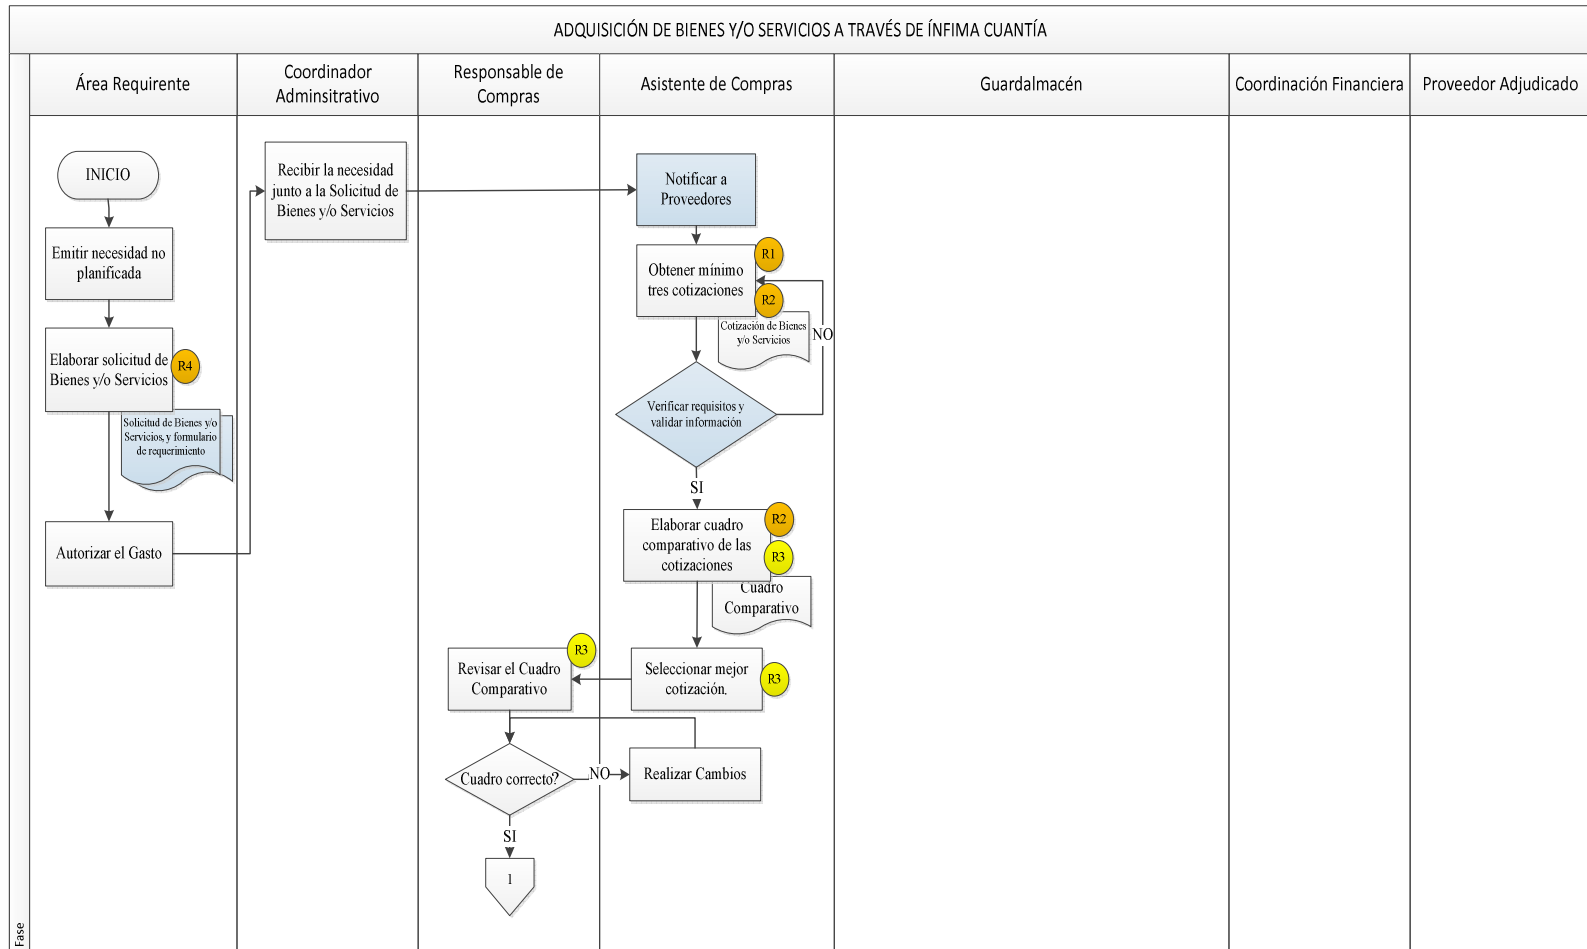 ADQUISICIÓN DE BIENES Y/O SERVICIOS A TRAVÉS DE ÍNFIMA CUANTÍA
Fase
Área Requirente
Coordinador
Adminsitrativo
Responsable de
Compras
Asistente de Compras
Guardalmacén
Coordinación Financiera
Proveedor Adjudicado
INICIO
Emitir necesidad no
planificada
Elaborar solicitud de
Bienes y/o Servicios
R4
Solicitud de Bienes y/o
Servicios, y formulario
de requerimiento
Autorizar el Gasto
Recibir la necesidad
junto a la Solicitud de
Bienes y/o Servicios
Notificar a
Proveedores
Obtener mínimo
tres cotizaciones
R1
R2
Cotización de Bienes
y/o Servicios
NO
Verificar requisitos y
validar información
SI
Elaborar cuadro
comparativo de las
cotizaciones
R2
R3
Cuadro
Comparativo
Seleccionar mejor
cotización.
R3
Revisar el Cuadro
Comparativo
R3
Cuadro correcto?
NO
Realizar Cambios
SI
1